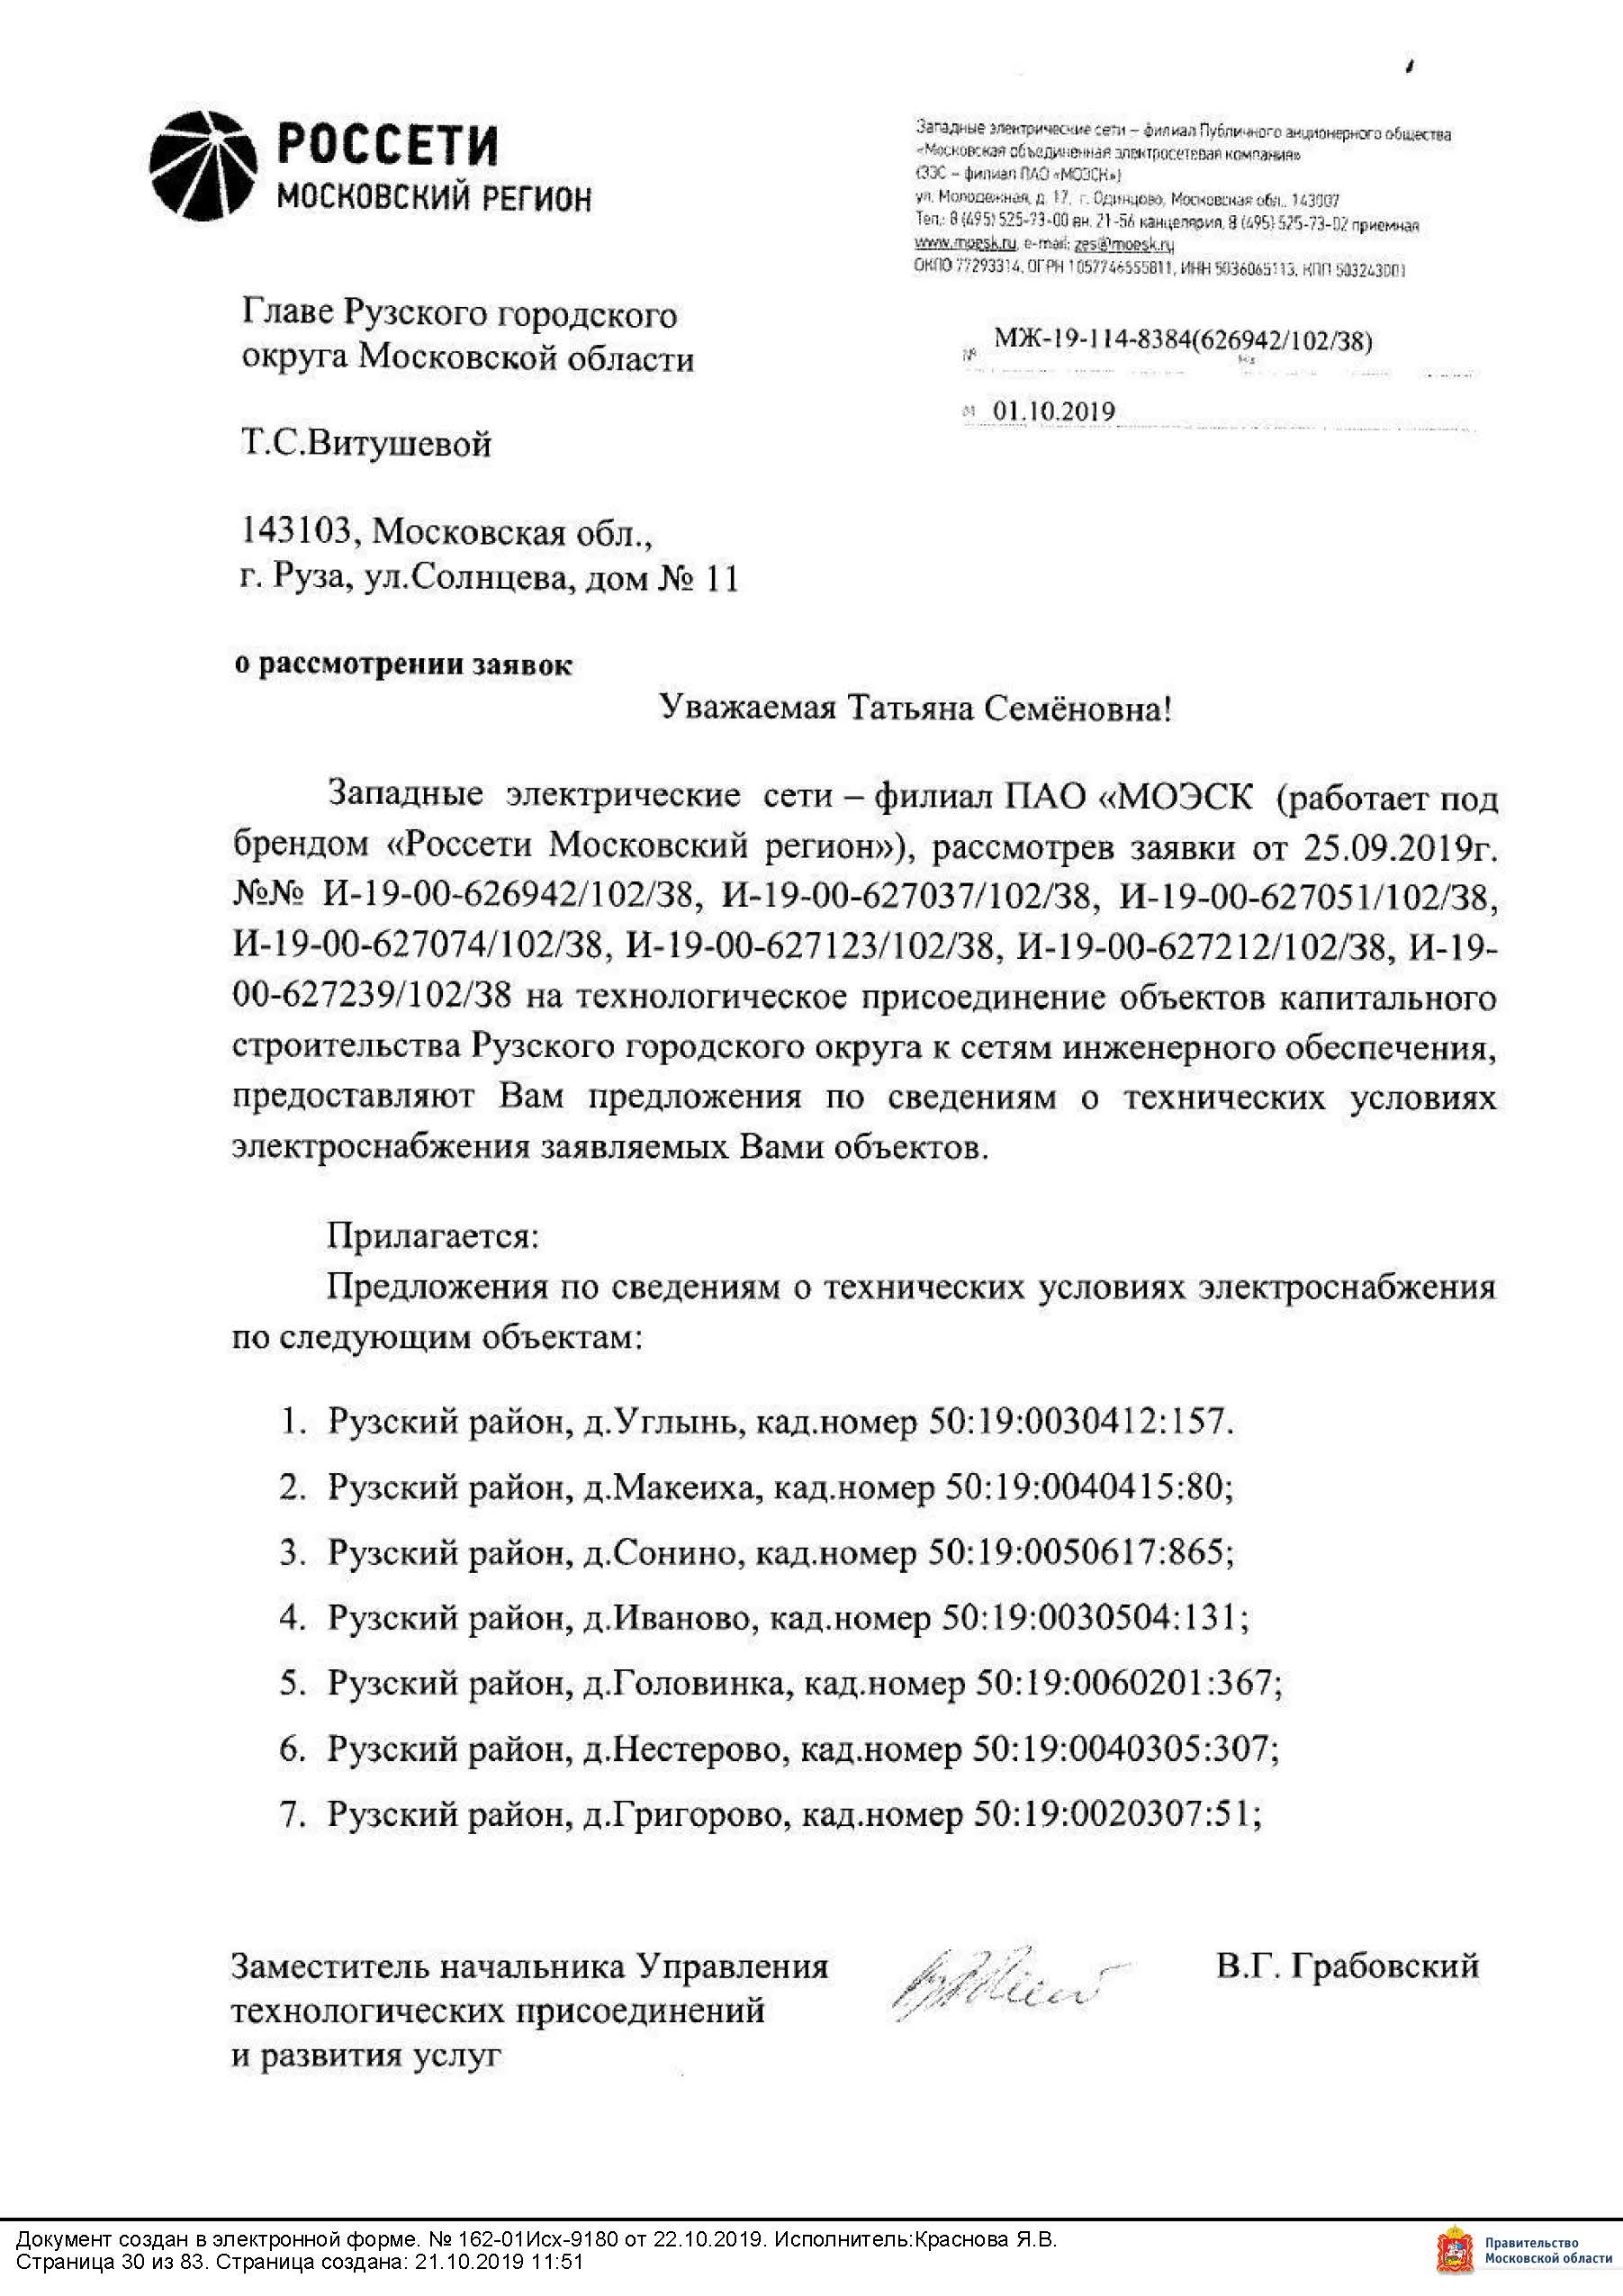 РОССЕТИ
МОСКОВСКИЙ РЕГИОН
Западные электрические сети – филиал Публичного акционерного общества
«Московская объединенная электросетевая компания»
(ЗЭС – филиал ПАО «МОЭСК»)
ул. Молодежная, д. 17, г. Одинцово, Московская обл., 143007
Тел.: 8 (495) 525-73-00 вн. 21-56 канцелярия, 8 (495) 525-73-02 приемная
www.moesk.ru, e-mail: zes@moesk.ru
ОКПО 77293314, ОГРН 1057746555811, ИНН 5036065113, КПП 503243001
Главе Рузского городского
округа Московской области
№ МЖ-19-114-8384(626942/102/38)
01.10.2019
Т.С.Витушевой
143103, Московская обл.,
г. Руза, ул.Солнцева, дом № 11
о рассмотрении заявок
Уважаемая Татьяна Семёновна!
Западные электрические сети – филиал ПАО «МОЭСК (работает под
брендом «Россети Московский регион»), рассмотрев заявки от 25.09.2019г.
№№ И-19-00-626942/102/38, И-19-00-627037/102/38, И-19-00-627051/102/38,
И-19-00-627074/102/38, И-19-00-627123/102/38, И-19-00-627212/102/38, И-19-
00-627239/102/38 на технологическое присоединение объектов капитального
строительства Рузского городского округа к сетям инженерного обеспечения,
предоставляют Вам предложения по сведениям о технических условиях
электроснабжения заявляемых Вами объектов.
Прилагается:
Предложения по сведениям о технических условиях электроснабжения
по следующим объектам:
1. Рузский район, д.Углынь, кад.номер 50:19:0030412:157.
2. Рузский район, д.Макеиха, кад.номер 50:19:0040415:80;
3. Рузский район, д.Сонино, кад.номер 50:19:0050617:865;
4. Рузский район, д.Иваново, кад.номер 50:19:0030504:131;
5. Рузский район, д.Головинка, кад.номер 50:19:0060201:367;
6. Рузский район, д.Нестерово, кад.номер 50:19:0040305:307;
7. Рузский район, д.Григорово, кад.номер 50:19:0020307:51;
Заместитель начальника Управления
технологических присоединений
и развития услуг
В.Г. Грабовский
Документ создан в электронной форме. № 162-01Исх-9180 от 22.10.2019. Исполнитель:Краснова Я.В.
Страница 30 из 83. Страница создана: 21.10.2019 11:51
Правительство
Московской области